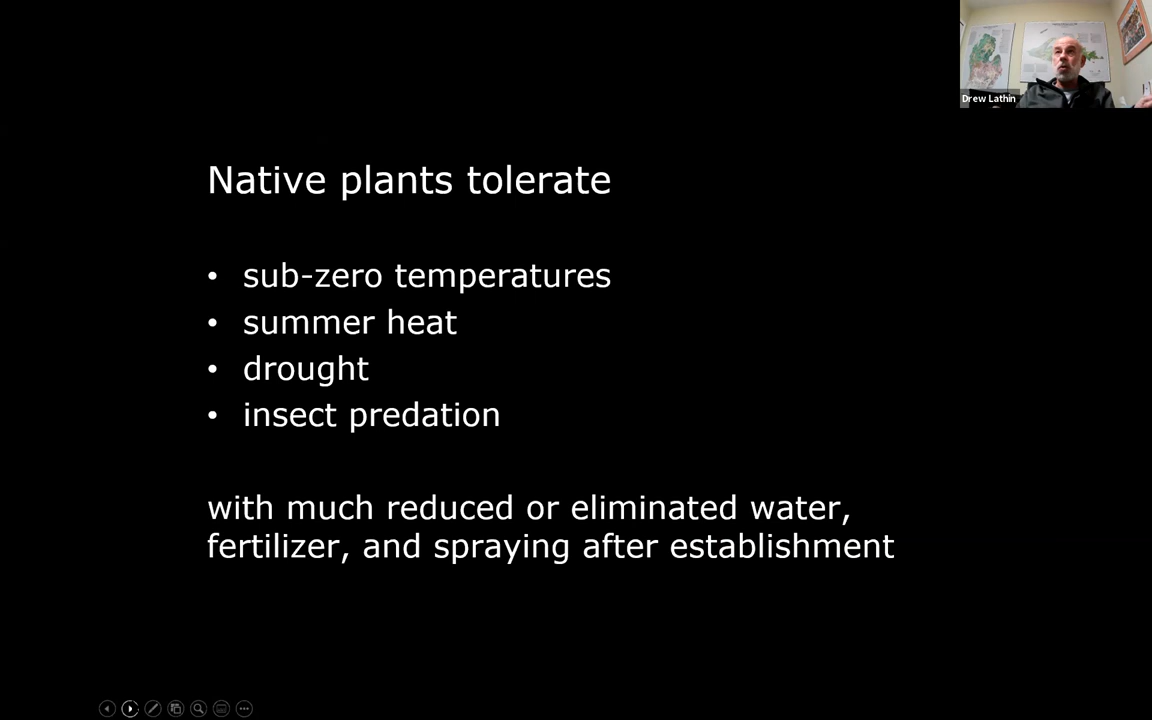 Drew Lathin
Native plants tolerate
• sub-zero temperatures
• summer heat
• drought
• insect predation
with much reduced or eliminated water,
fertilizer, and spraying after establishment